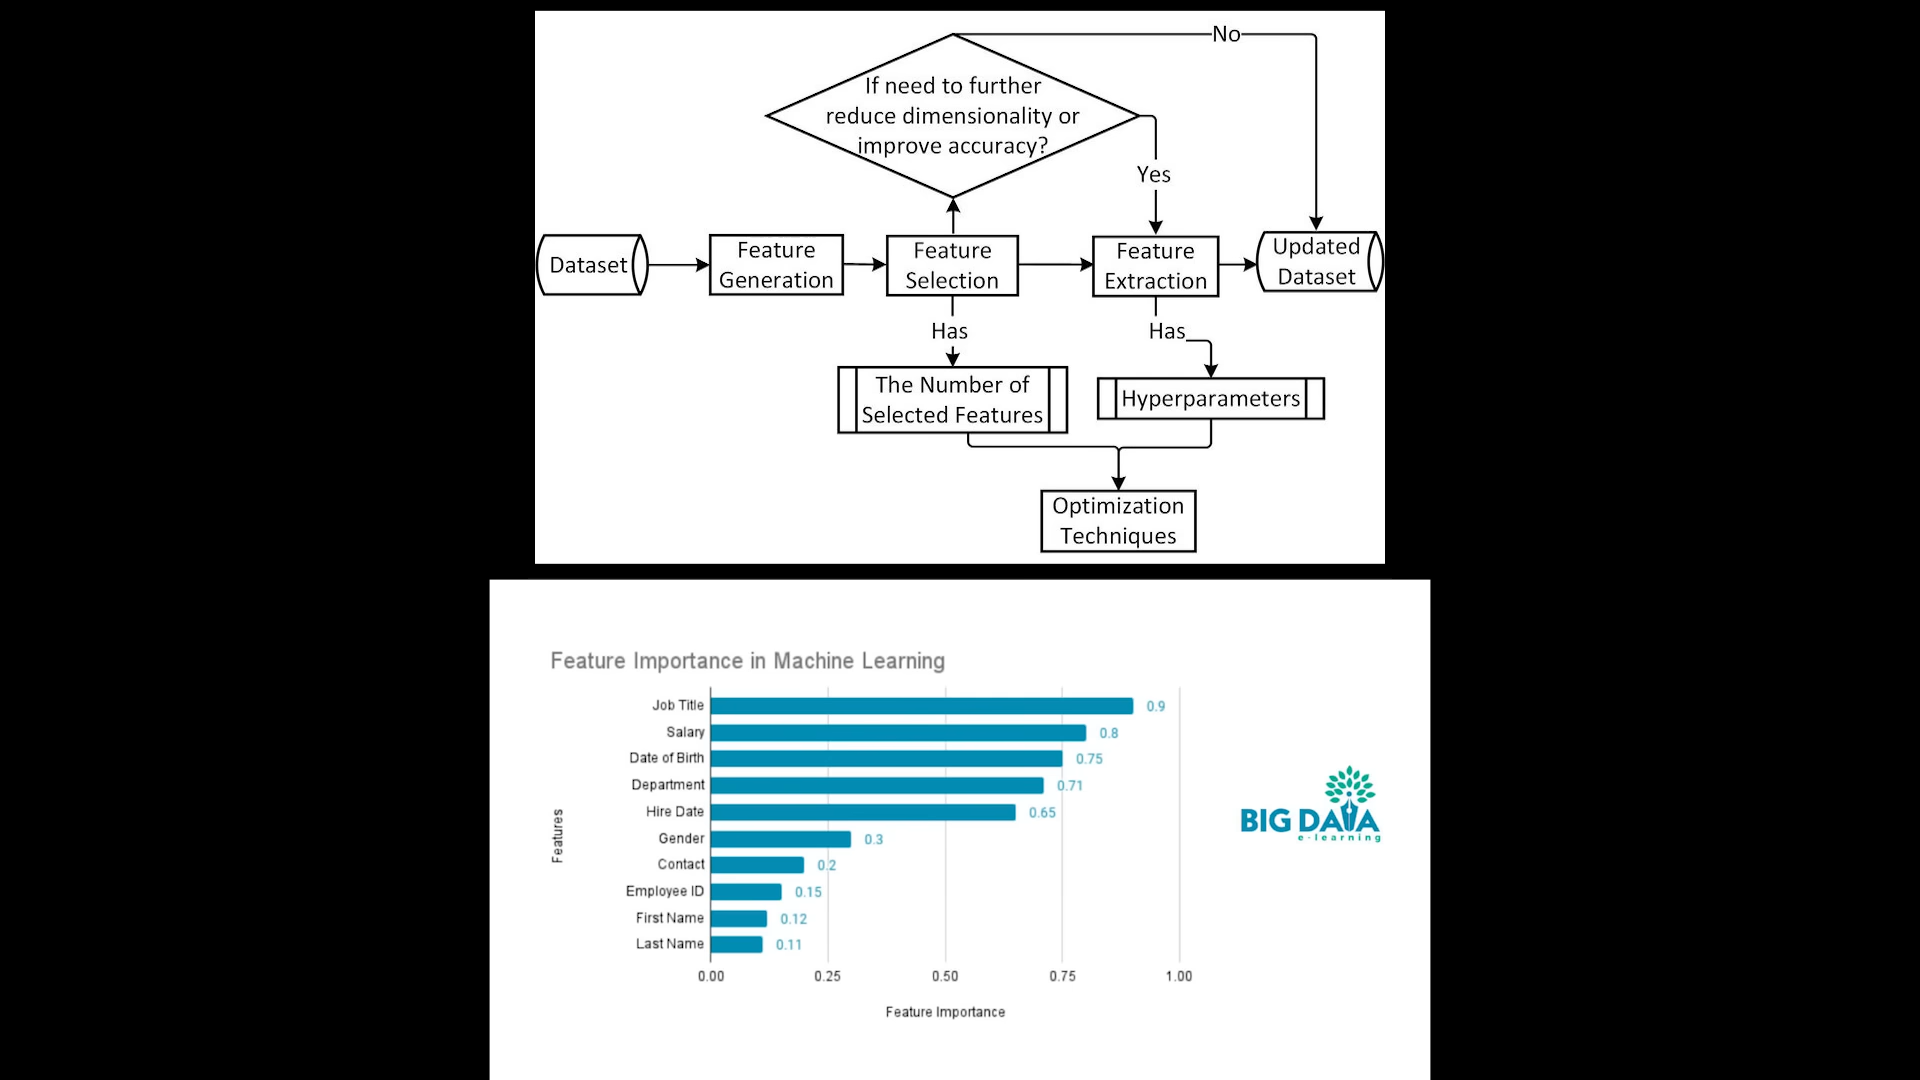 No
If need to further
reduce dimensionality or
improve accuracy?
Yes
Dataset
Feature
Generation
Feature
Selection
Feature
Extraction
Updated
Dataset
Has
Has
The Number of
Selected Features
Hyperparameters
Optimization
Techniques
Feature Importance in Machine Learning
Job Title 0.9
Salary 0.8
Date of Birth 0.75
Department 0.71
Hire Date 0.65
Gender 0.3
Contact 0.2
Employee ID 0.15
First Name 0.12
Last Name 0.11
Features
0.00 0.25 0.50 0.75 1.00
Feature Importance
BIG DATA
e-learning